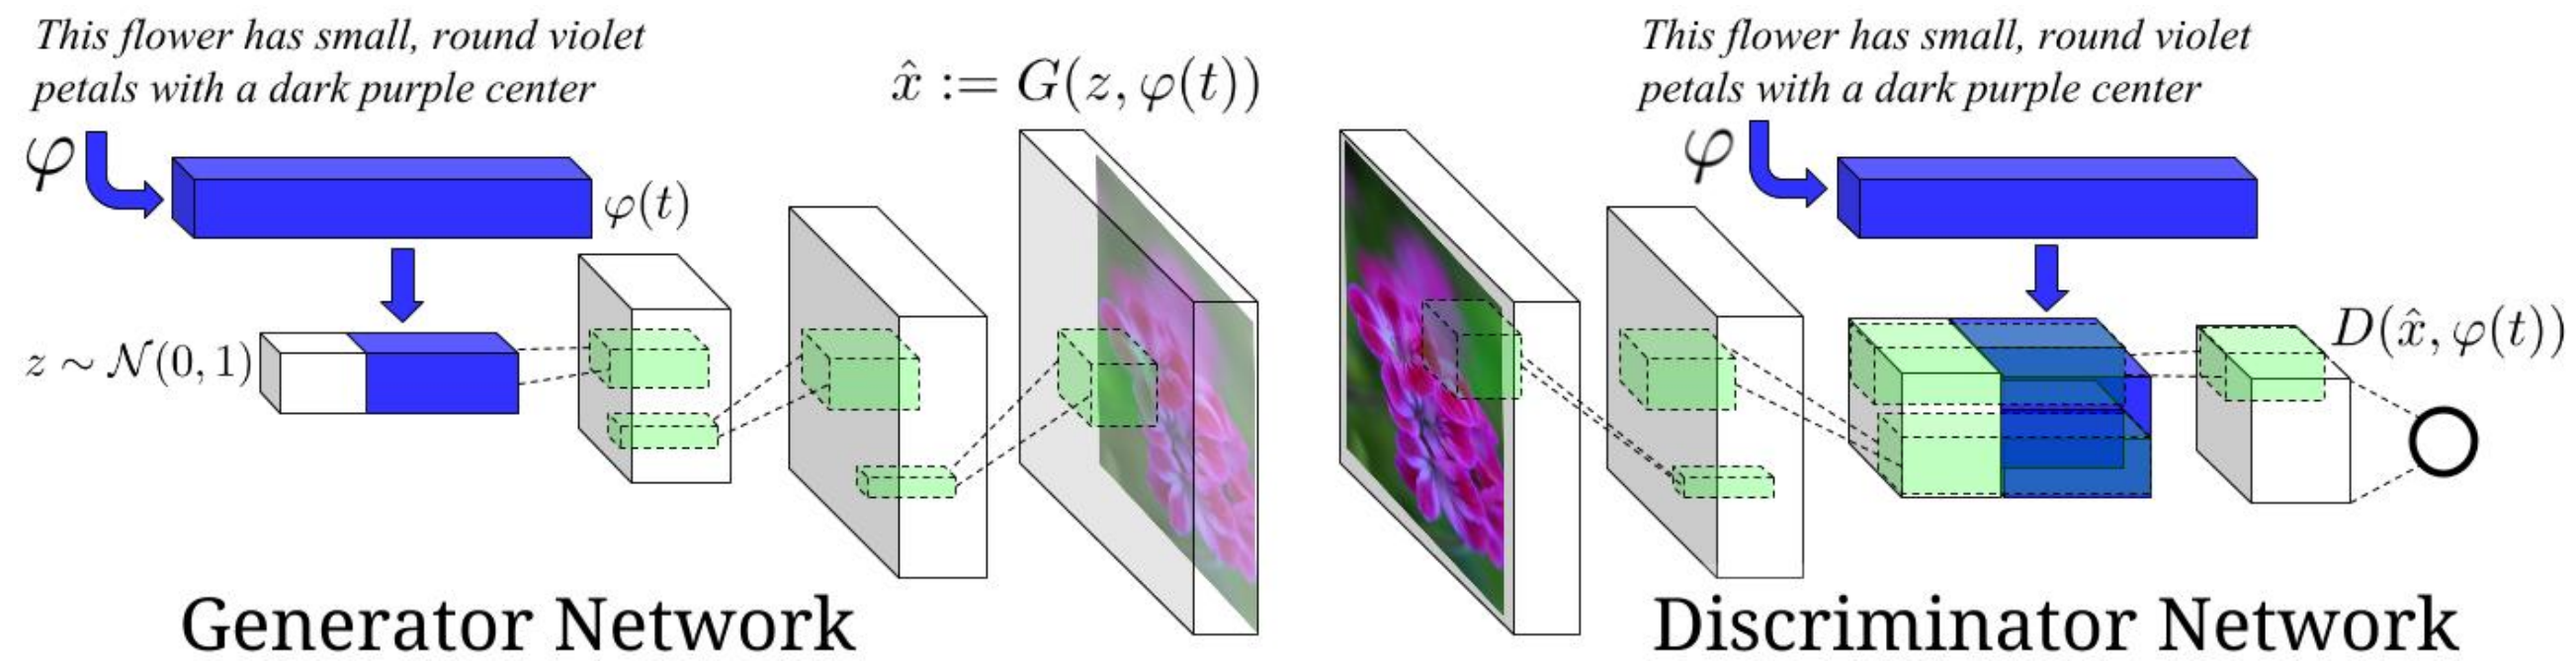 This flower has small, round violet
petals with a dark purple center
φ
φ(t)
z ~ N(0, 1)
x̂ := G(z, φ(t))
Generator Network
This flower has small, round violet
petals with a dark purple center
φ
D(x̂, φ(t))
Discriminator Network